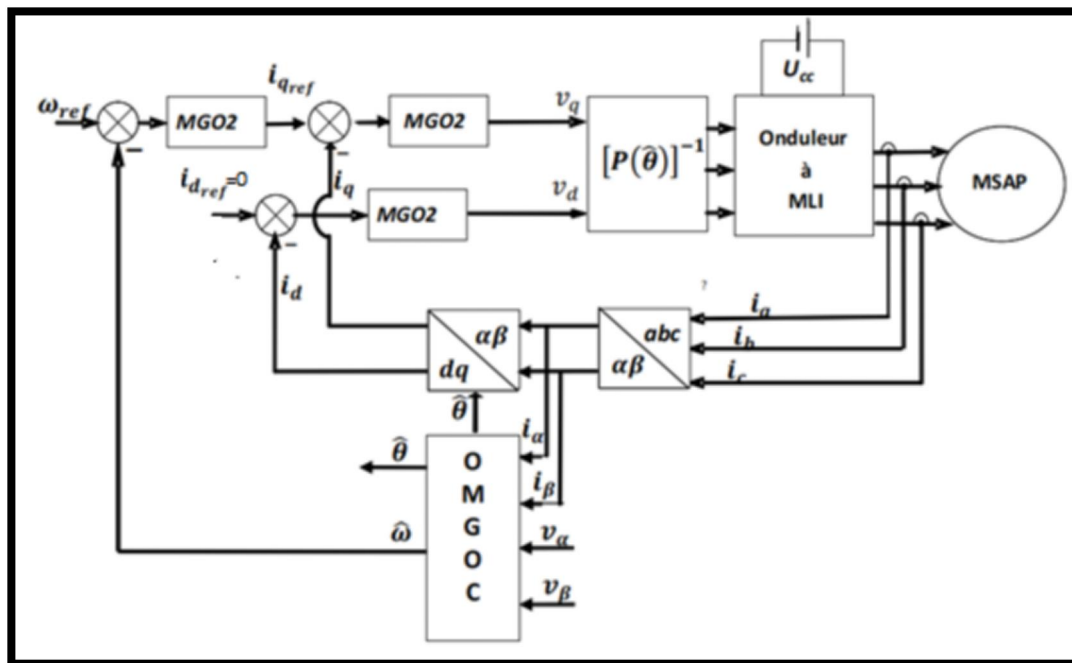 U_cc
i_qref
ω_ref
MGO2
MGO2
v_q
[P(θ̂)]⁻¹
Onduleur
à
MLI
MSAP
−
−
i_dref=0
i_q
MGO2
v_d
−
i_d
?
i_a
αβ
dq
abc
αβ
i_b
i_c
θ̂
i_α
θ̂
O
M
G
O
C
i_β
ω̂
v_α
v_β